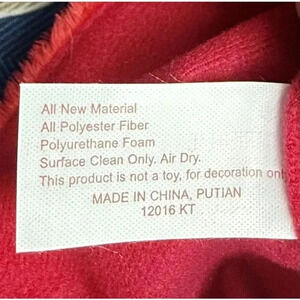 All New Material
All Polyester Fiber
Polyurethane Foam
Surface Clean Only. Air Dry.
This product is not a toy, for decoration onl
MADE IN CHINA, PUTIAN
12016 KT